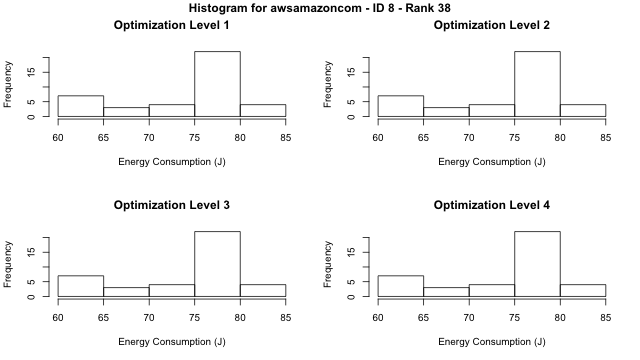 Histogram for awsamazoncom - ID 8 - Rank 38
Optimization Level 1
Frequency
15
5
0
60 65 70 75 80 85
Energy Consumption (J)
Optimization Level 2
Frequency
15
5
0
60 65 70 75 80 85
Energy Consumption (J)
Optimization Level 3
Frequency
15
5
0
60 65 70 75 80 85
Energy Consumption (J)
Optimization Level 4
Frequency
15
5
0
60 65 70 75 80 85
Energy Consumption (J)